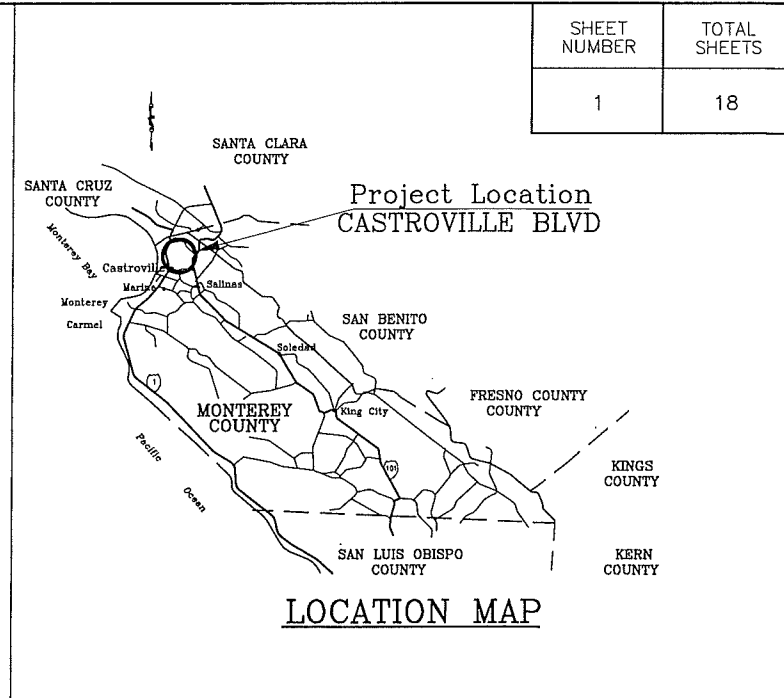 SHEET
NUMBER
TOTAL
SHEETS
1
18
SANTA CLARA
COUNTY
SANTA CRUZ
COUNTY
Project Location
CASTROVILLE BLVD
Monterey Bay
Castroville
Marina
Salinas
Monterey
Carmel
SAN BENITO
COUNTY
Soledad
1
FRESNO COUNTY
COUNTY
MONTEREY
COUNTY
King City
Pacific
Ocean
101
KINGS
COUNTY
SAN LUIS OBISPO
COUNTY
KERN
COUNTY
LOCATION MAP